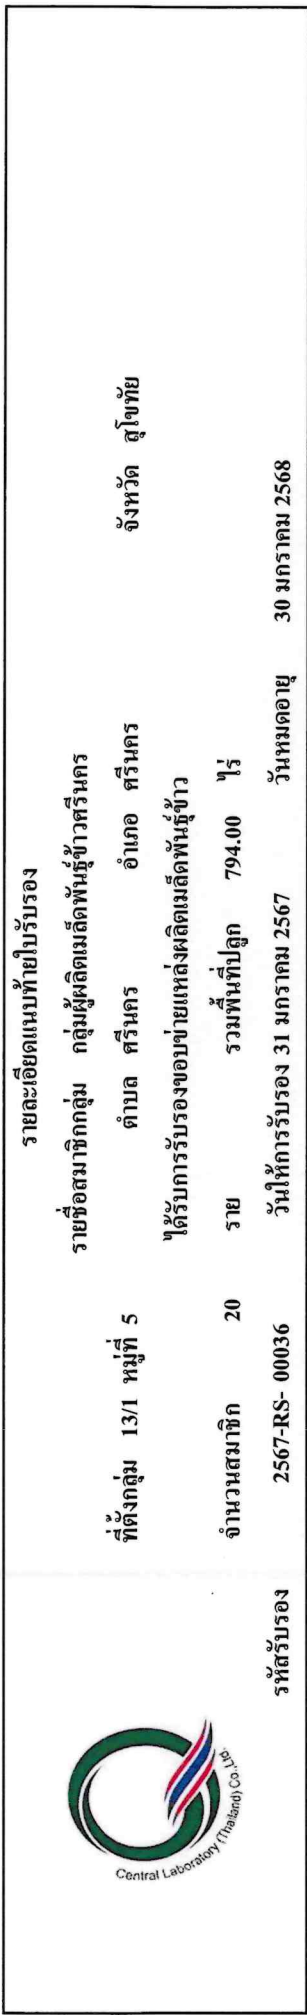 รายละเอียดแนบท้ายใบรับรอง
รายชื่อสมาชิกกลุ่ม กลุ่มผู้ผลิตเมล็ดพันธุ์ข้าวศรีนคร
ที่ตั้งกลุ่ม 13/1 หมู่ที่ 5 ตำบล ศรีนคร อำเภอ ศรีนคร จังหวัด สุโขทัย
ได้รับการรับรองขอบข่ายแหล่งผลิตเมล็ดพันธุ์ข้าว
จำนวนสมาชิก 20 ราย รวมพื้นที่ปลูก 794.00 ไร่
รหัสรับรอง 2567-RS- 00036 วันให้การรับรอง 31 มกราคม 2567 วันหมดอายุ 30 มกราคม 2568
Central Laboratory (Thailand) Co.,Ltd.